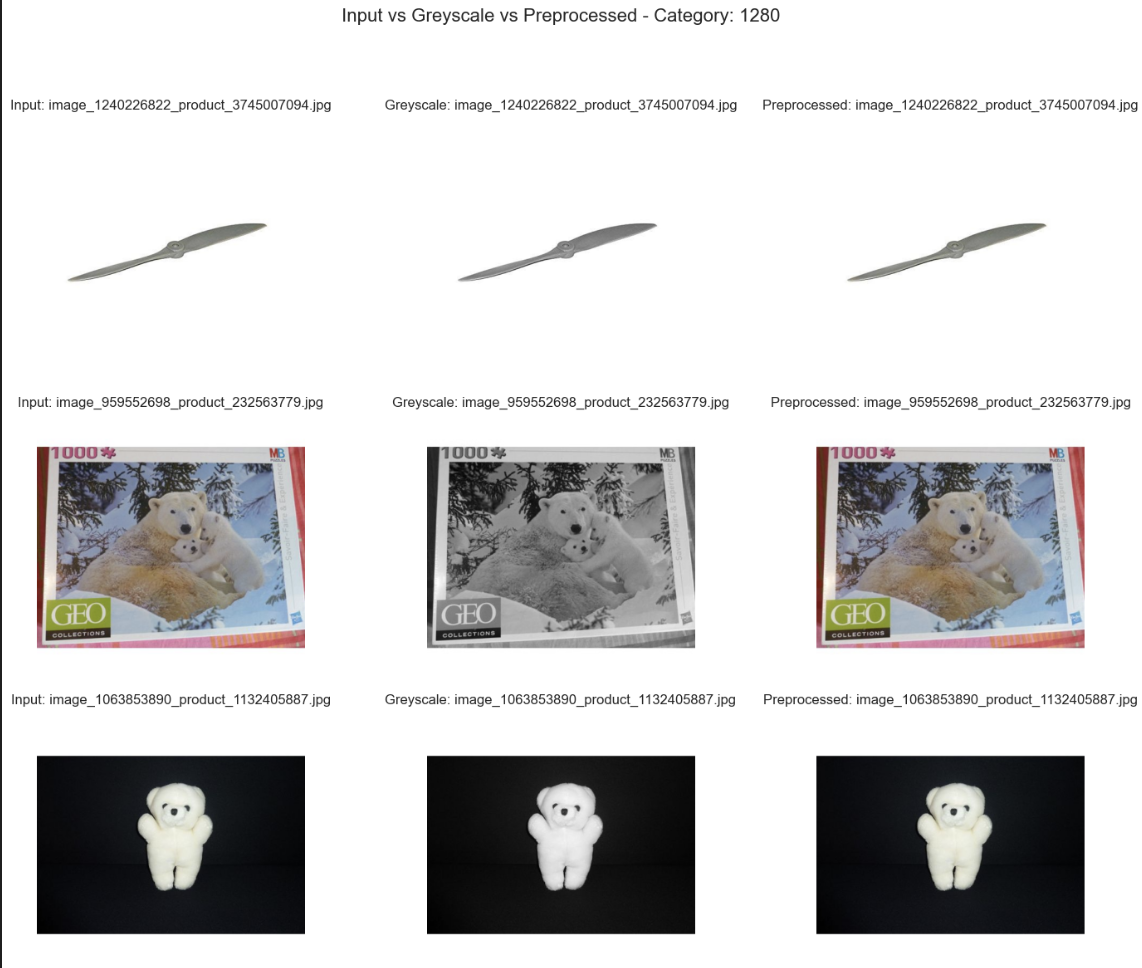 Input vs Greyscale vs Preprocessed - Category: 1280
Input: image_1240226822_product_3745007094.jpg
Greyscale: image_1240226822_product_3745007094.jpg
Preprocessed: image_1240226822_product_3745007094.jpg
Input: image_959552698_product_232563779.jpg
Greyscale: image_959552698_product_232563779.jpg
Preprocessed: image_959552698_product_232563779.jpg
1000
MB
GEO
COLLECTIONS
1000
MB
GEO
COLLECTIONS
1000
MB
GEO
COLLECTIONS
Input: image_1063853890_product_1132405887.jpg
Greyscale: image_1063853890_product_1132405887.jpg
Preprocessed: image_1063853890_product_1132405887.jpg